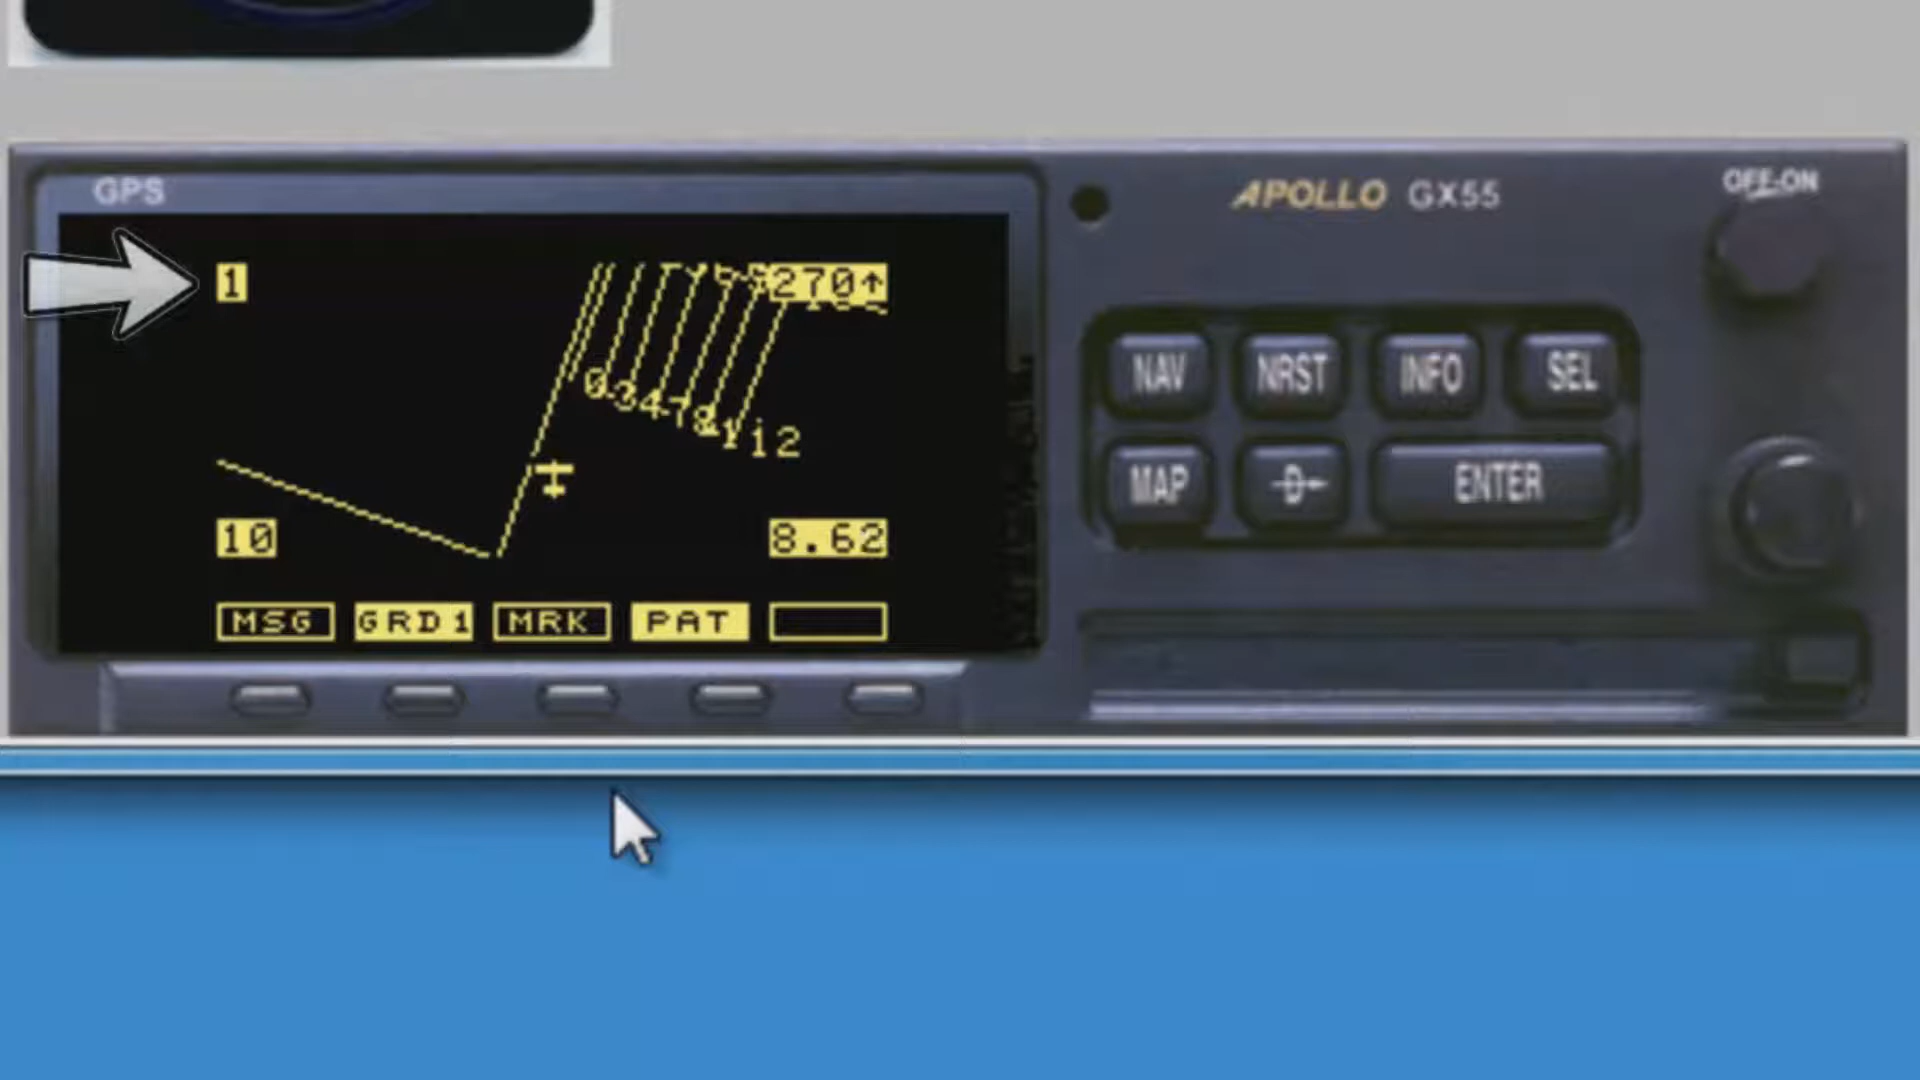 GPS
APOLLO GX55
OFF-ON
1
270↑
NAV
NRST
INFO
SEL
12
MAP
D
ENTER
10
8.62
MSG
GRD1
MRK
PAT